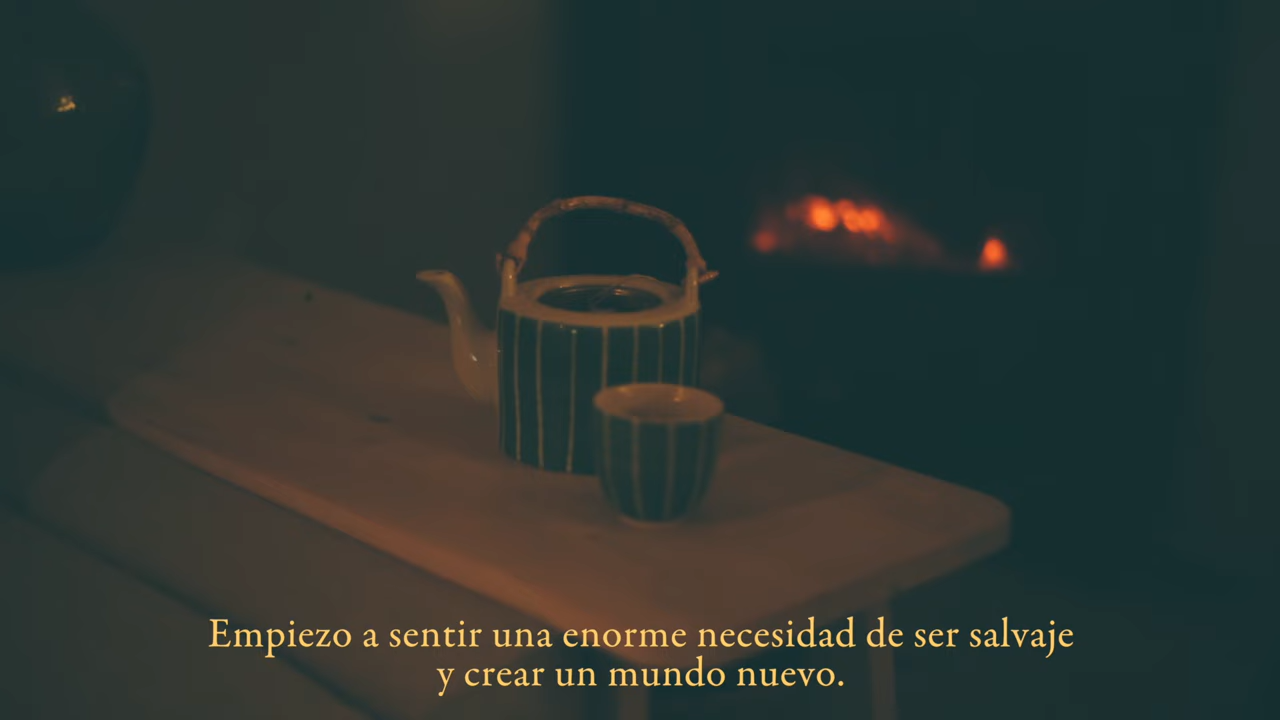 Empiezo a sentir una enorme necesidad de ser salvaje
y crear un mundo nuevo.